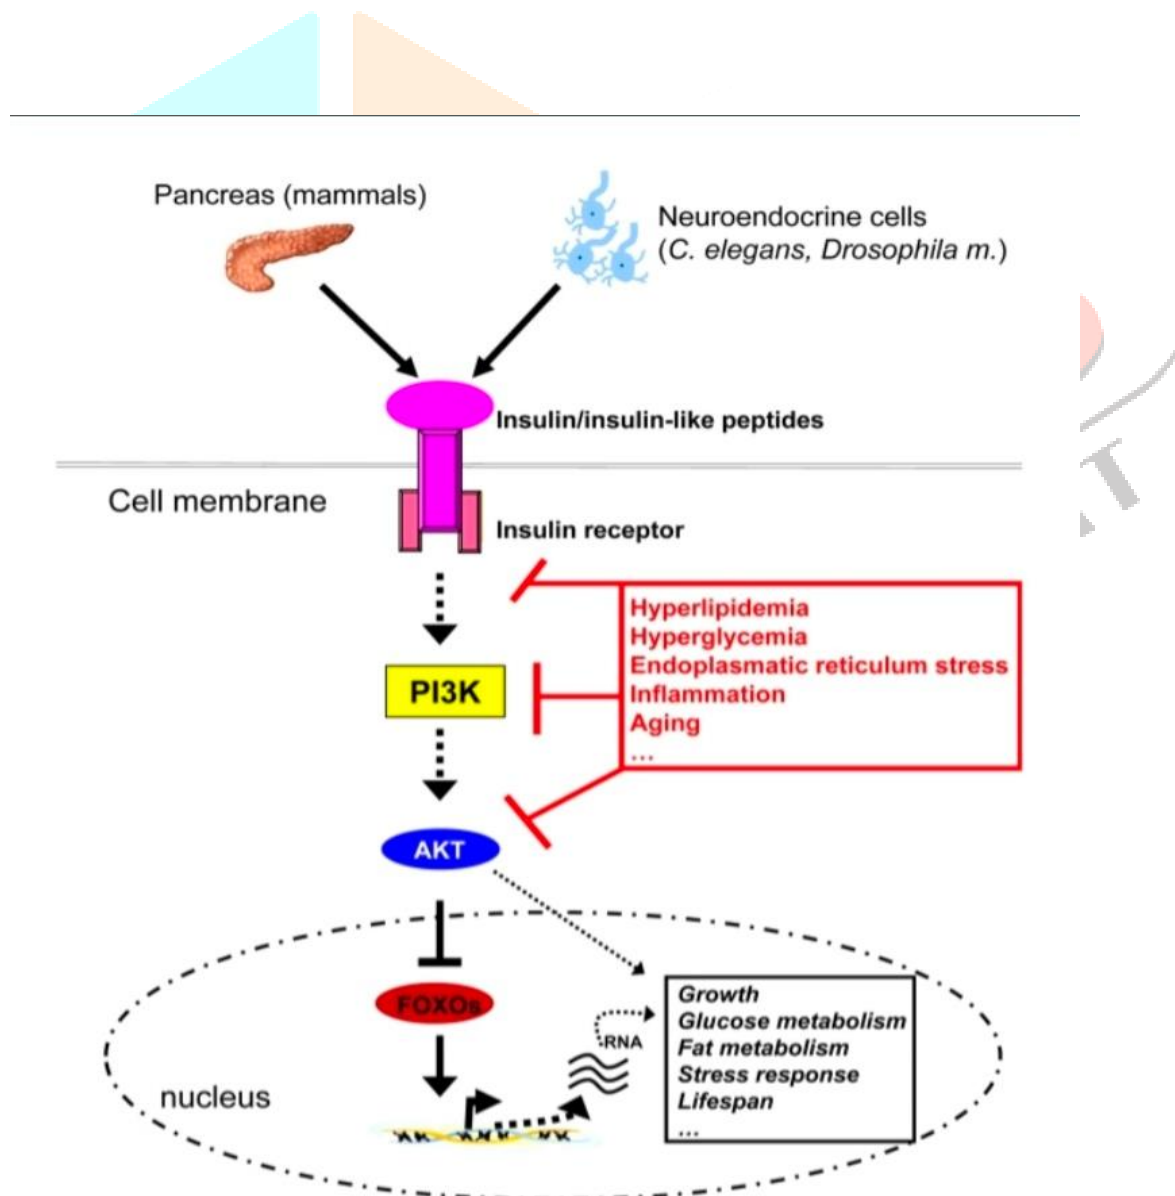 Pancreas (mammals)
Neuroendocrine cells
(C. elegans, Drosophila m.)
Insulin/insulin-like peptides
Cell membrane
Insulin receptor
Hyperlipidemia
Hyperglycemia
Endoplasmatic reticulum stress
Inflammation
Aging
...
PI3K
AKT
FOXOs
Growth
Glucose metabolism
Fat metabolism
Stress response
Lifespan
...
RNA
nucleus